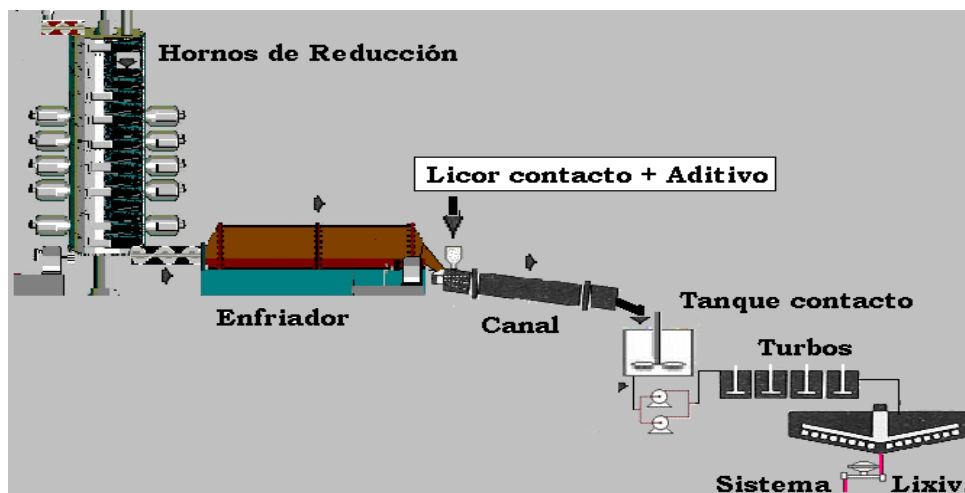 Hornos de Reducción
Licor contacto + Aditivo
Enfriador
Canal
Tanque contacto
Turbos
Sistema Lixiv.